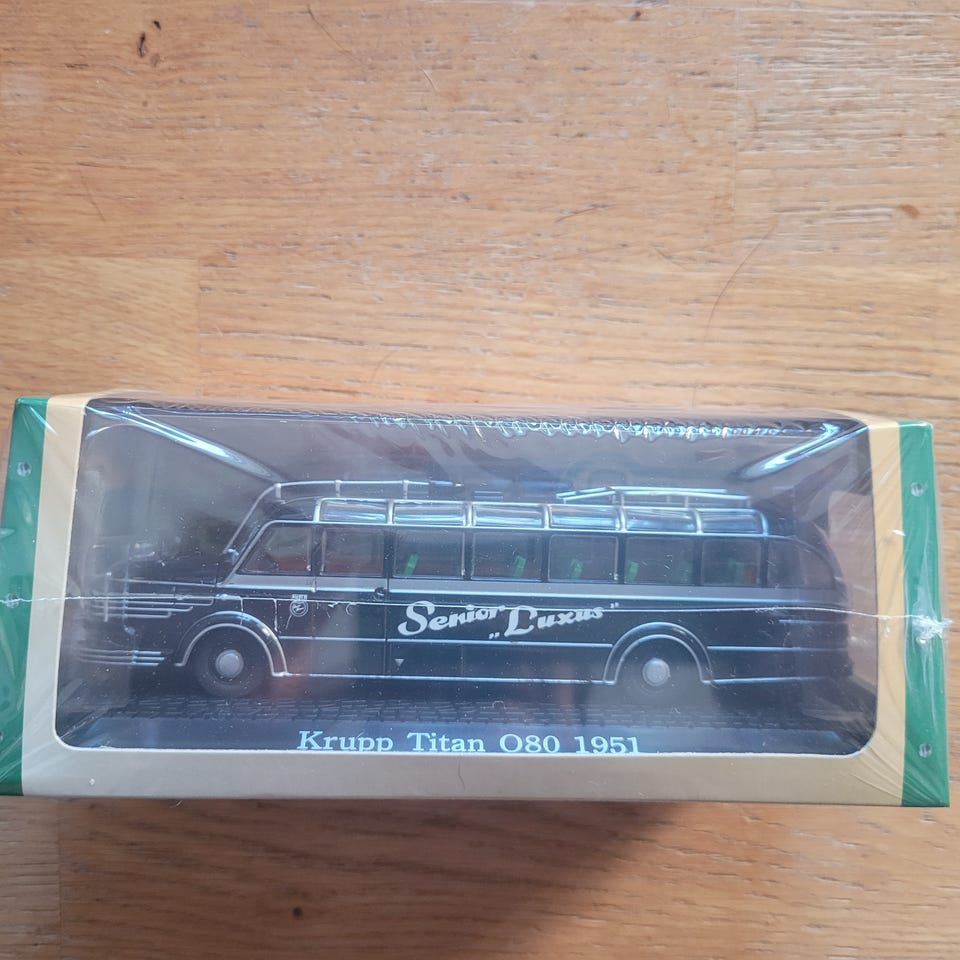 Senior „Luxus"
Krupp Titan O80 1951